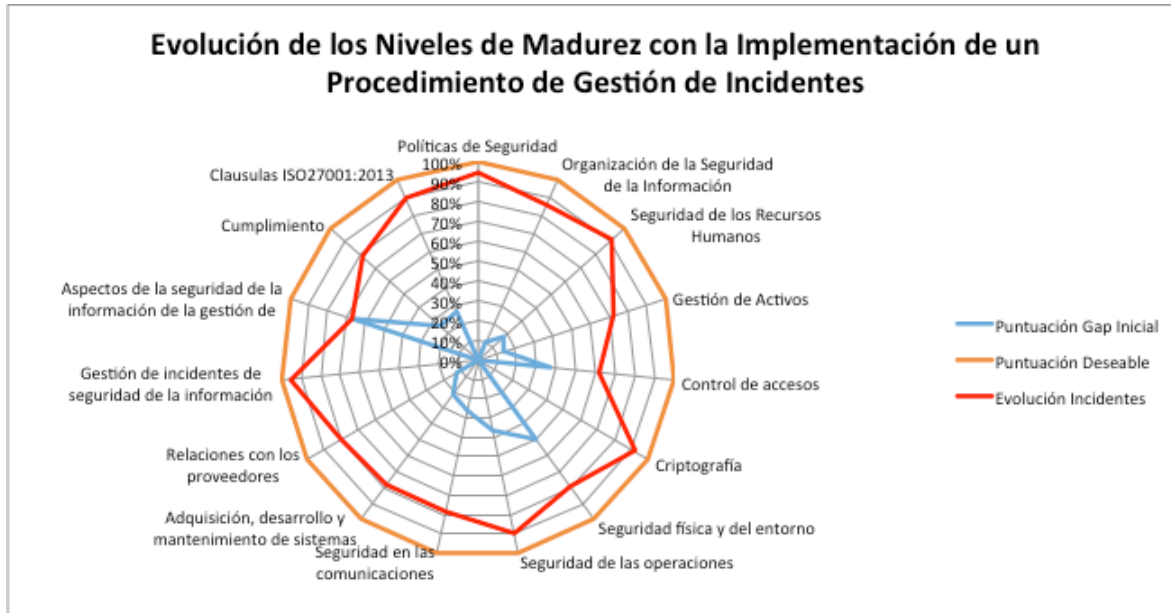 Evolución de los Niveles de Madurez con la Implementación de un
Procedimiento de Gestión de Incidentes
Políticas de Seguridad
Organización de la Seguridad
de la Información
Seguridad de los Recursos
Humanos
Gestión de Activos
Control de accesos
Criptografía
Seguridad física y del entorno
Seguridad de las operaciones
Seguridad en las
comunicaciones
Adquisición, desarrollo y
mantenimiento de sistemas
Relaciones con los
proveedores
Gestión de incidentes de
seguridad de la información
Aspectos de la seguridad de la
información de la gestión de
Cumplimiento
Clausulas ISO27001:2013
100%
90%
80%
70%
60%
50%
40%
30%
20%
10%
0%
Puntuación Gap Inicial
Puntuación Deseable
Evolución Incidentes